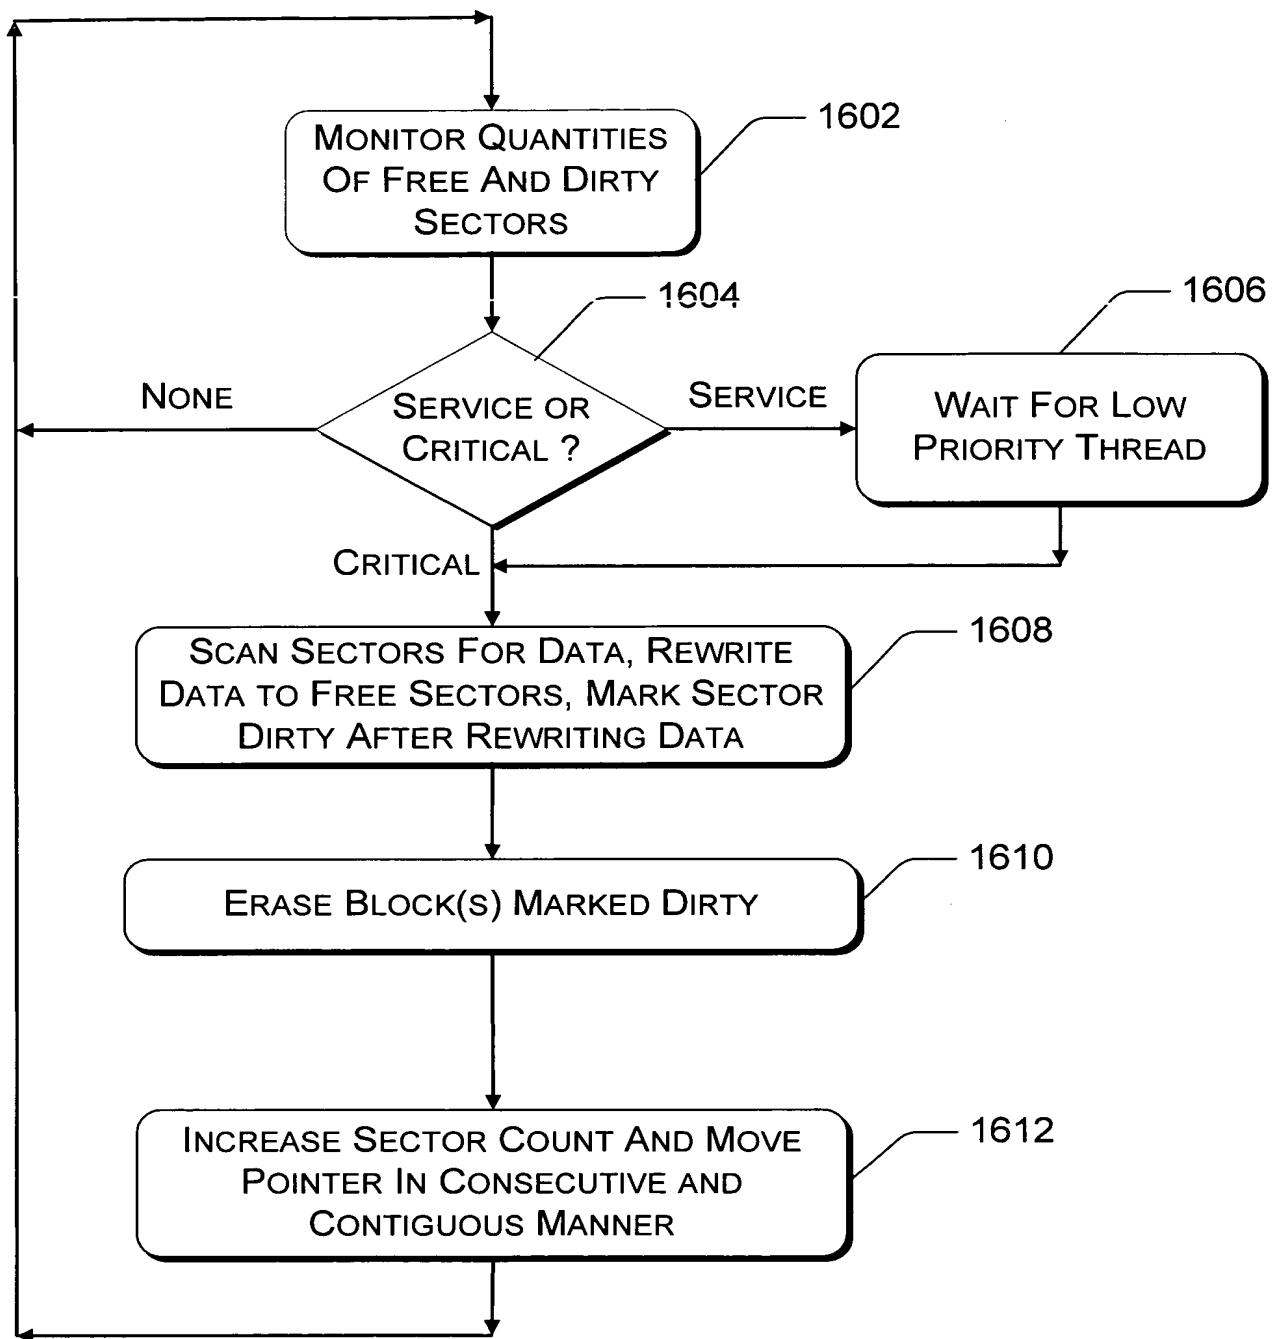 MONITOR QUANTITIES
OF FREE AND DIRTY
SECTORS
1602
1604
1606
NONE
SERVICE OR
CRITICAL ?
SERVICE
WAIT FOR LOW
PRIORITY THREAD
CRITICAL
SCAN SECTORS FOR DATA, REWRITE
DATA TO FREE SECTORS, MARK SECTOR
DIRTY AFTER REWRITING DATA
1608
ERASE BLOCK(S) MARKED DIRTY
1610
INCREASE SECTOR COUNT AND MOVE
POINTER IN CONSECUTIVE AND
CONTIGUOUS MANNER
1612